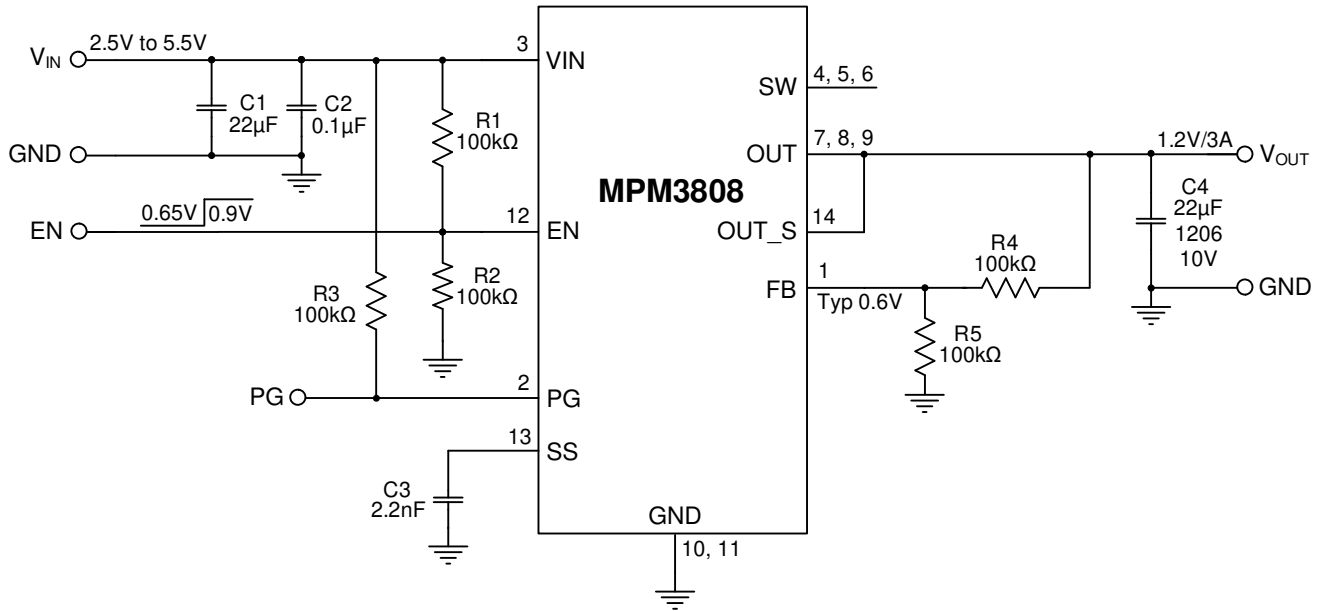 V_IN 2.5V to 5.5V
3
VIN
C1
22µF
C2
0.1µF
R1
100kΩ
GND
EN
0.65V 0.9V
12
EN
R2
100kΩ
R3
100kΩ
PG
2
PG
13
SS
C3
2.2nF
MPM3808
SW
4, 5, 6
OUT
7, 8, 9
1.2V/3A
V_OUT
OUT_S
14
C4
22µF
1206
10V
FB
1
Typ 0.6V
R4
100kΩ
GND
R5
100kΩ
GND
10, 11